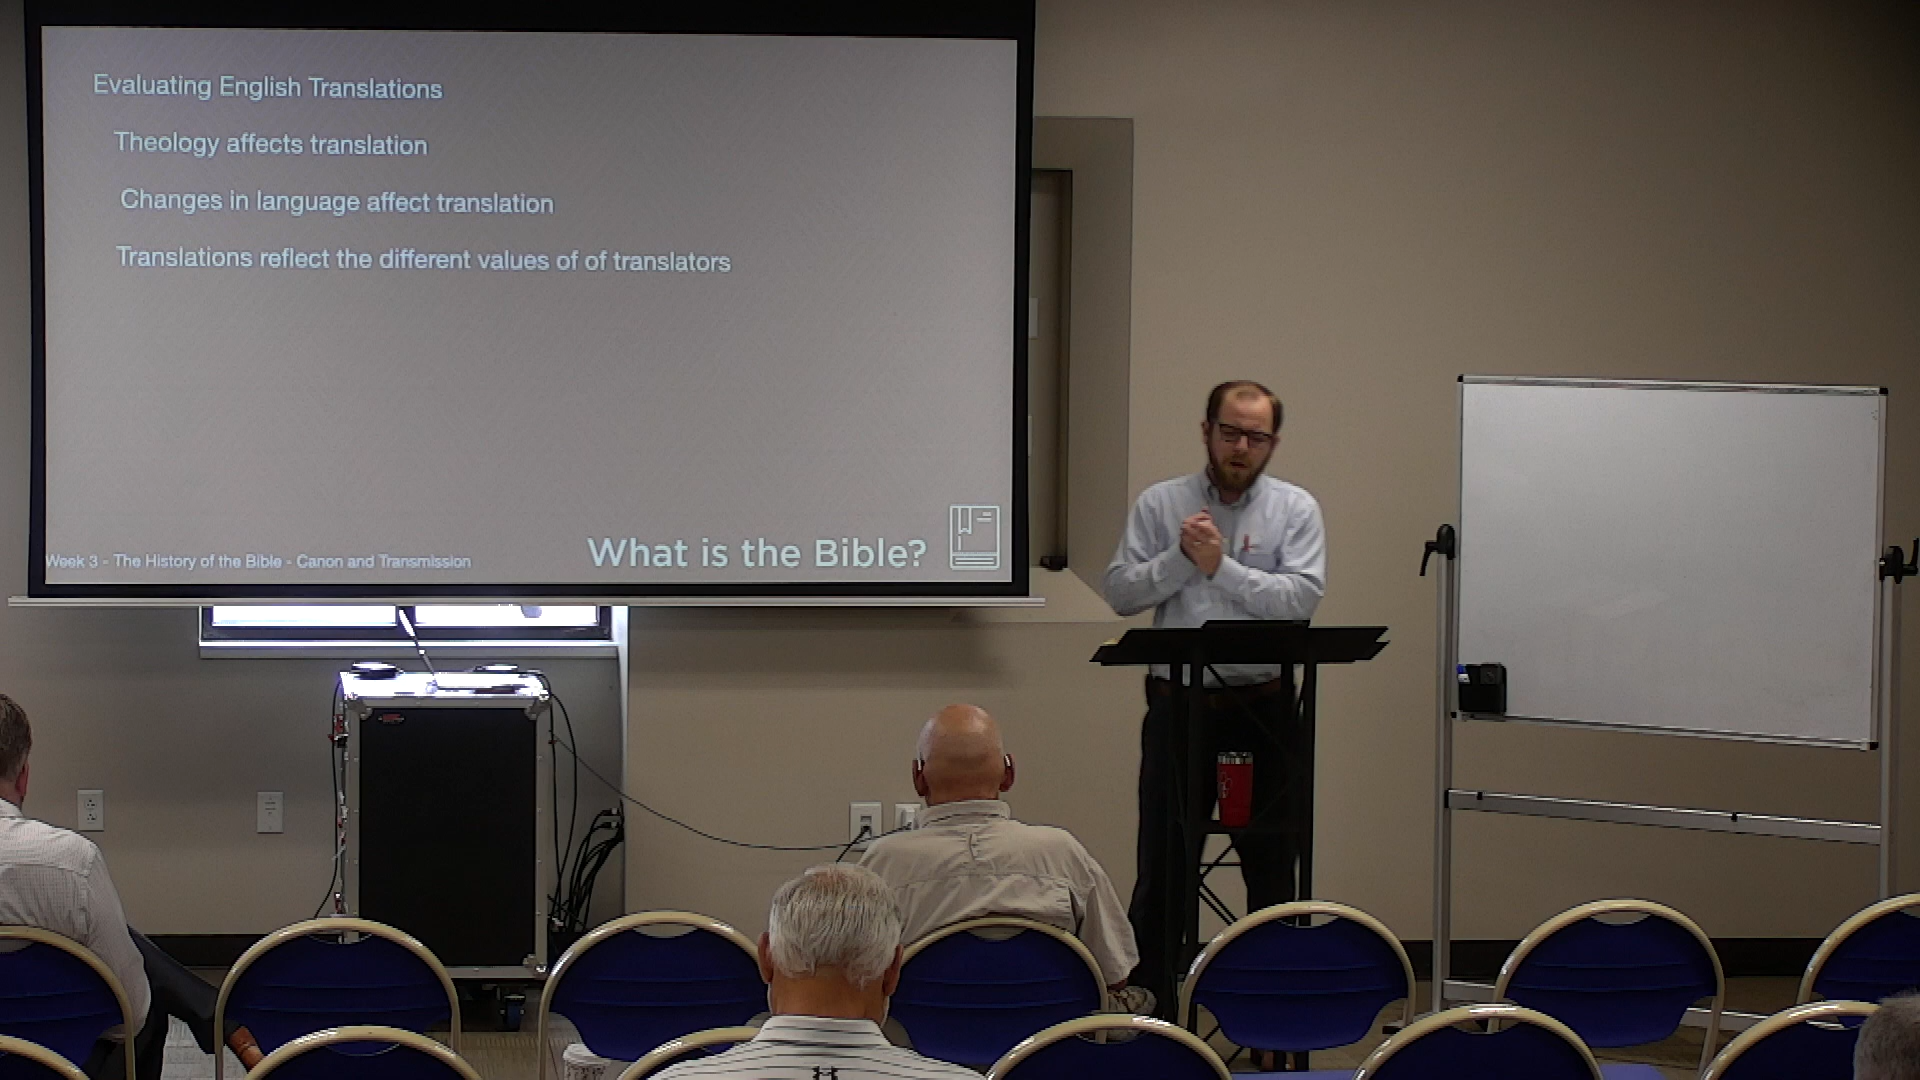 Evaluating English Translations
Theology affects translation
Changes in language affect translation
Translations reflect the different values of of translators
What is the Bible?
Week 3 - The History of the Bible - Canon and Transmission